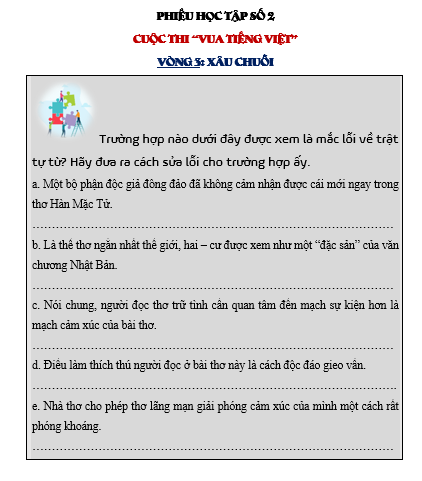 PHIẾU HỌC TẬP SỐ 2
CUỘC THI “VUA TIẾNG VIỆT”
VÒNG 3: XÂU CHUỖI
Trường hợp nào dưới đây được xem là mắc lỗi về trật
tự từ? Hãy đưa ra cách sửa lỗi cho trường hợp ấy.
a. Một bộ phận độc giả đông đảo đã không cảm nhận được cái mới ngay trong
thơ Hàn Mặc Tử.
........................................................................................................
b. Là thể thơ ngắn nhất thế giới, hai – cư được xem như một “đặc sản” của văn
chương Nhật Bản.
........................................................................................................
c. Nói chung, người đọc thơ trữ tình cần quan tâm đến mạch sự kiện hơn là
mạch cảm xúc của bài thơ.
........................................................................................................
d. Điều làm thích thú người đọc ở bài thơ này là cách độc đáo gieo vần.
........................................................................................................
e. Nhà thơ cho phép thơ lãng mạn giải phóng cảm xúc của mình một cách rất
phóng khoáng.
........................................................................................................